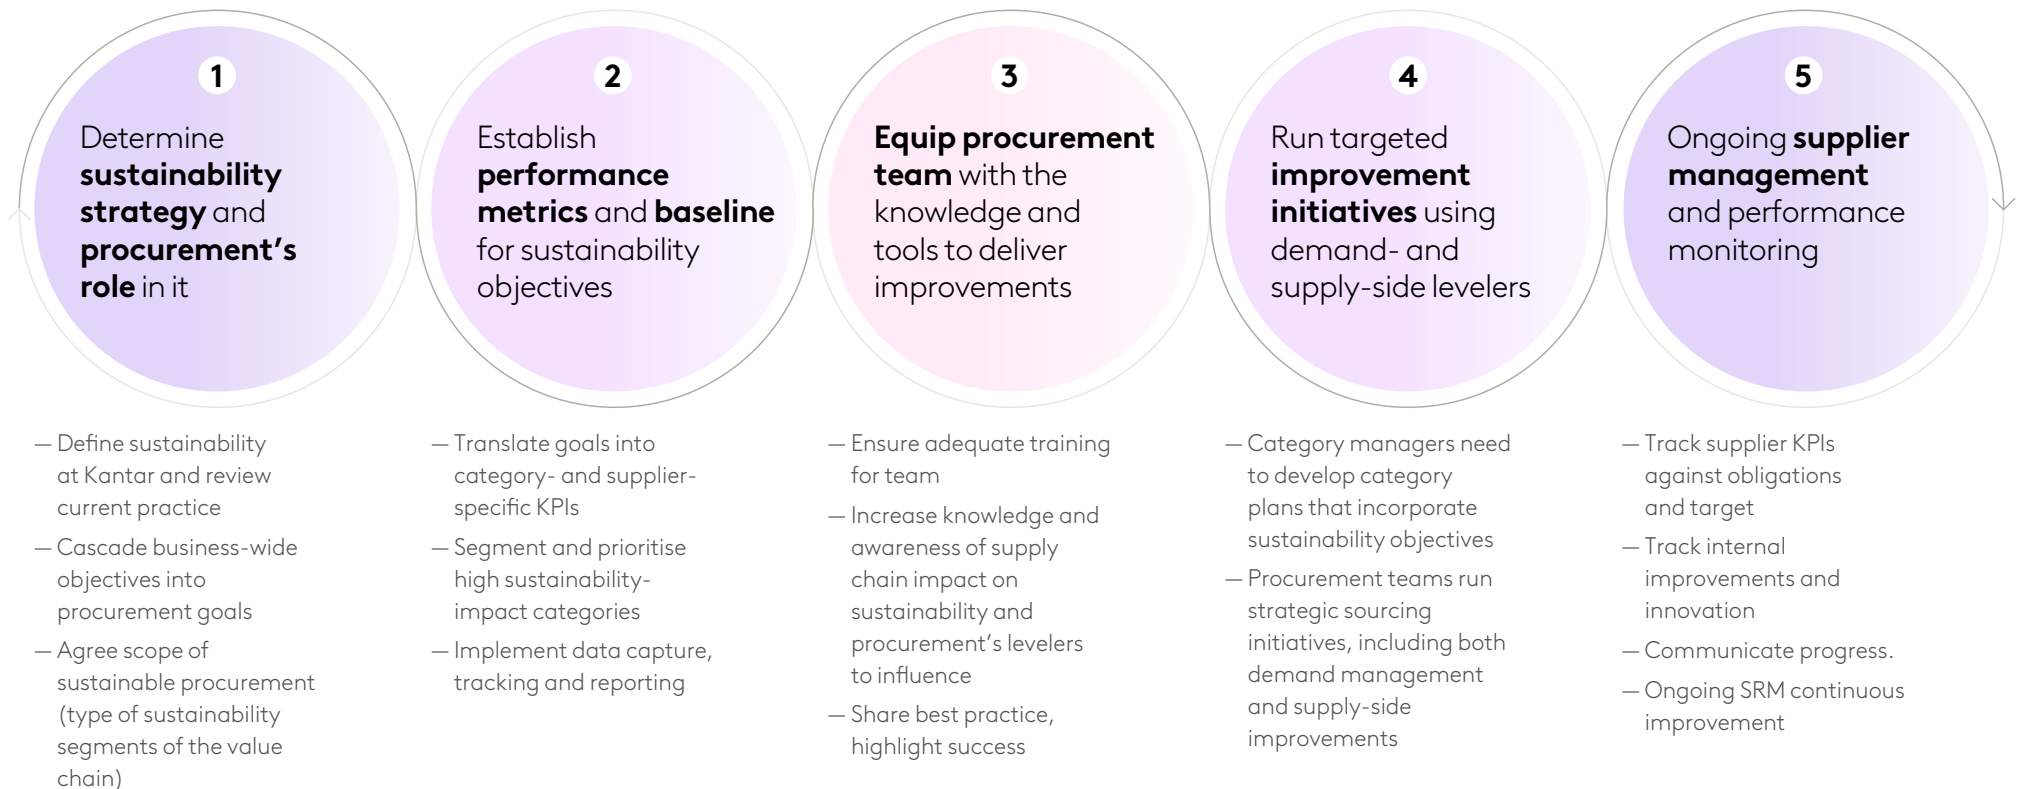 1
Determine
sustainability
strategy and
procurement's
role in it
— Define sustainability
at Kantar and review
current practice
— Cascade business-wide
objectives into
procurement goals
— Agree scope of
sustainable procurement
(type of sustainability
segments of the value
chain)
2
Establish
performance
metrics and baseline
for sustainability
objectives
— Translate goals into
category- and supplier-
specific KPIs
— Segment and prioritise
high sustainability-
impact categories
— Implement data capture,
tracking and reporting
3
Equip procurement
team with the
knowledge and
tools to deliver
improvements
— Ensure adequate training
for team
— Increase knowledge and
awareness of supply
chain impact on
sustainability and
procurement's levelers
to influence
— Share best practice,
highlight success
4
Run targeted
improvement
initiatives using
demand- and
supply-side levelers
— Category managers need
to develop category
plans that incorporate
sustainability objectives
— Procurement teams run
strategic sourcing
initiatives, including both
demand management
and supply-side
improvements
5
Ongoing supplier
management
and performance
monitoring
— Track supplier KPIs
against obligations
and target
— Track internal
improvements and
innovation
— Communicate progress.
— Ongoing SRM continuous
improvement